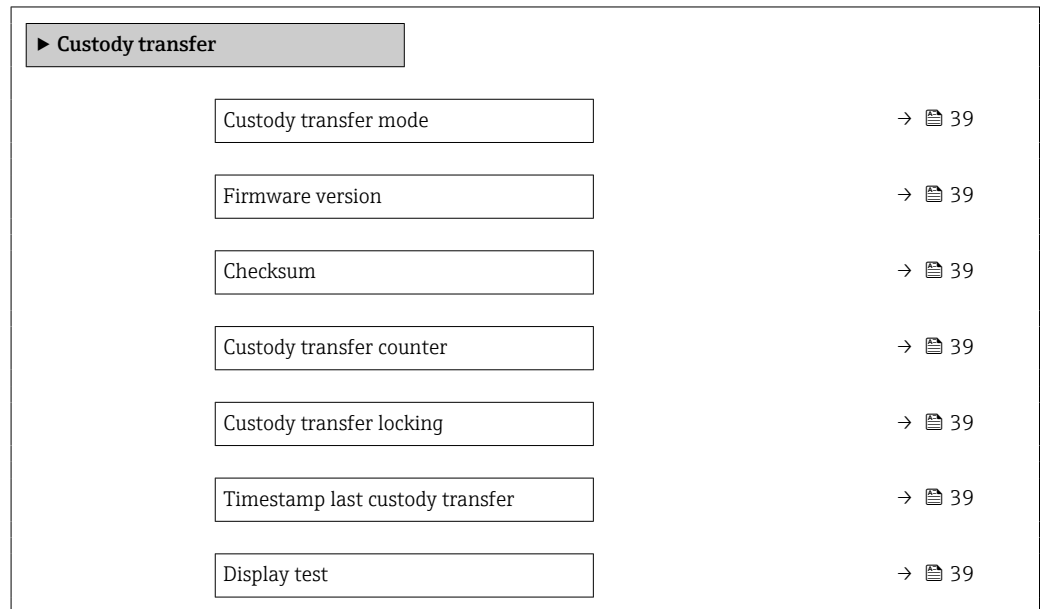 ▶ Custody transfer
Custody transfer mode → 39
Firmware version → 39
Checksum → 39
Custody transfer counter → 39
Custody transfer locking → 39
Timestamp last custody transfer → 39
Display test → 39